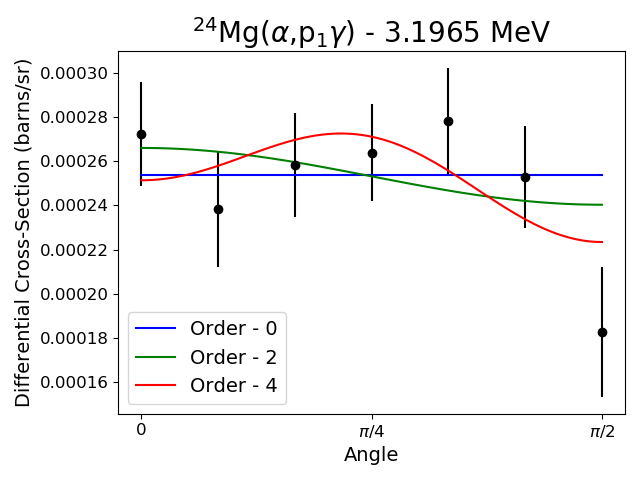 ²⁴Mg(α,p₁γ) - 3.1965 MeV
Differential Cross-Section (barns/sr)
0.00030
0.00028
0.00026
0.00024
0.00022
0.00020
0.00018
0.00016
Order - 0
Order - 2
Order - 4
0 π/4 π/2
Angle